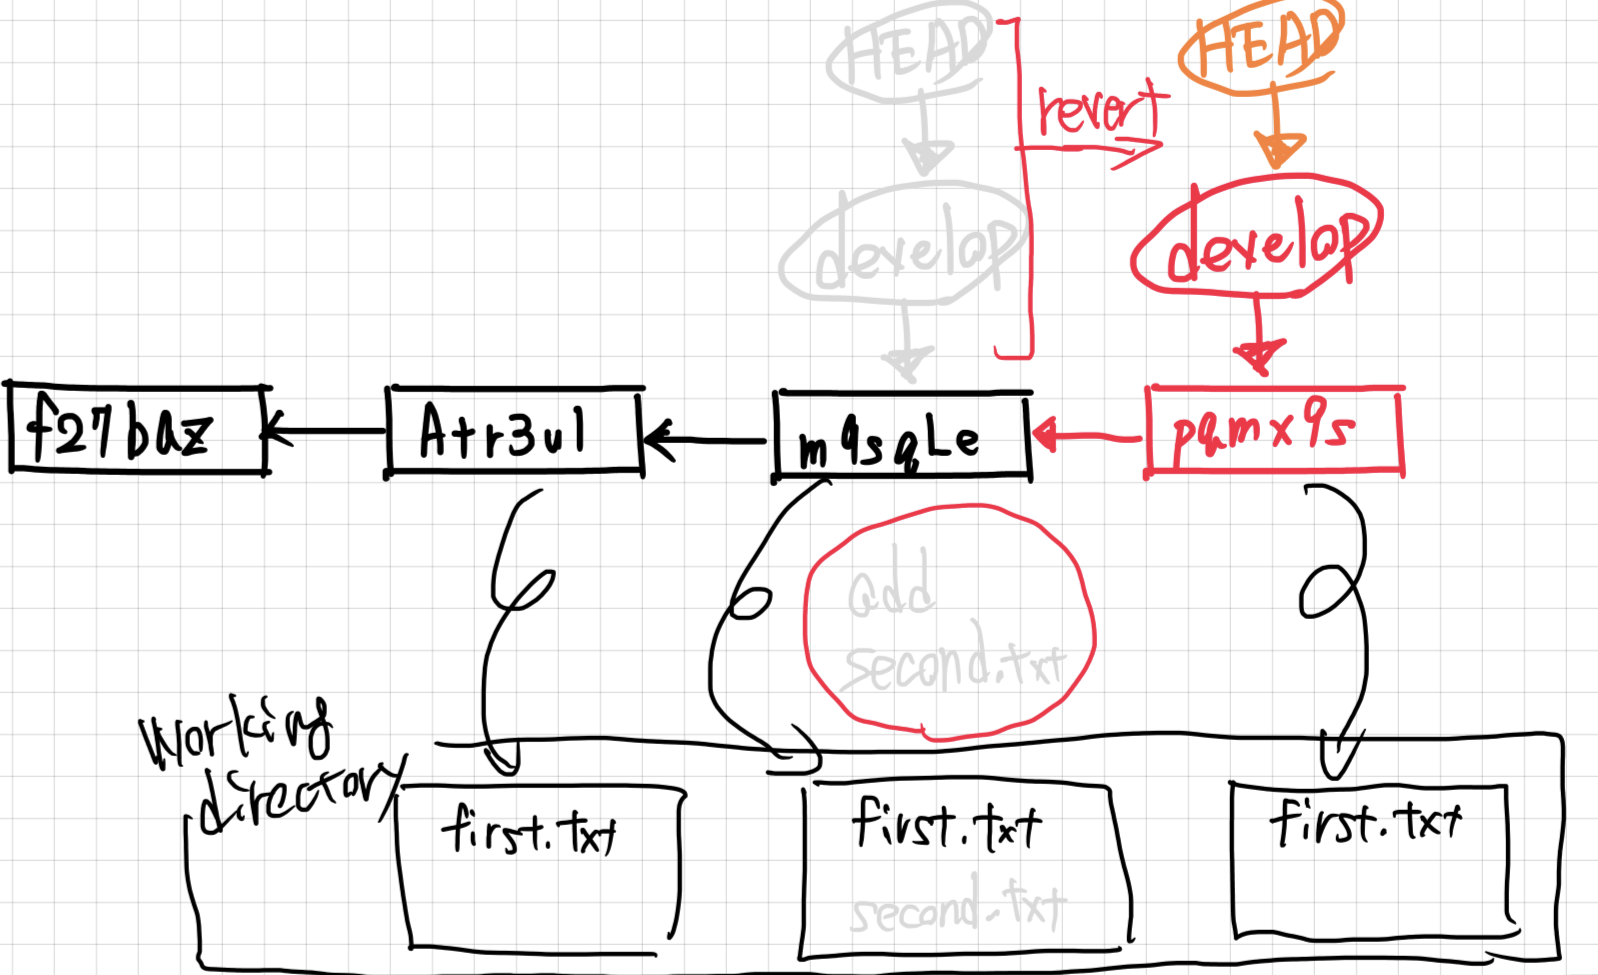 HEAD
HEAD
revert
develop
develop
f27baz
A+r3ul
m9sqLe
pqmx9s
add
second.txt
working
directory
first.txt
first.txt
second.txt
first.txt